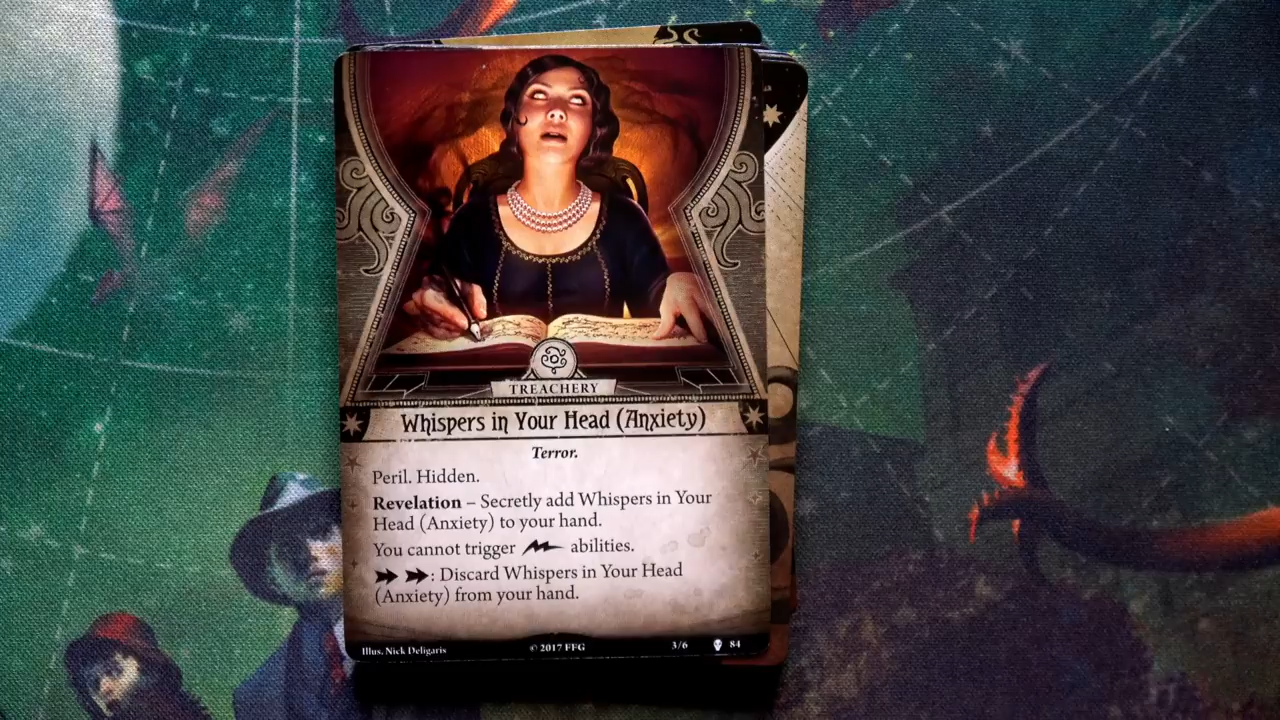 TREACHERY
Whispers in Your Head (Anxiety)
Terror.
Peril. Hidden.
Revelation – Secretly add Whispers in Your
Head (Anxiety) to your hand.
You cannot trigger abilities.
: Discard Whispers in Your Head
(Anxiety) from your hand.
Illus. Nick Deligaris © 2017 FFG 3/6 84